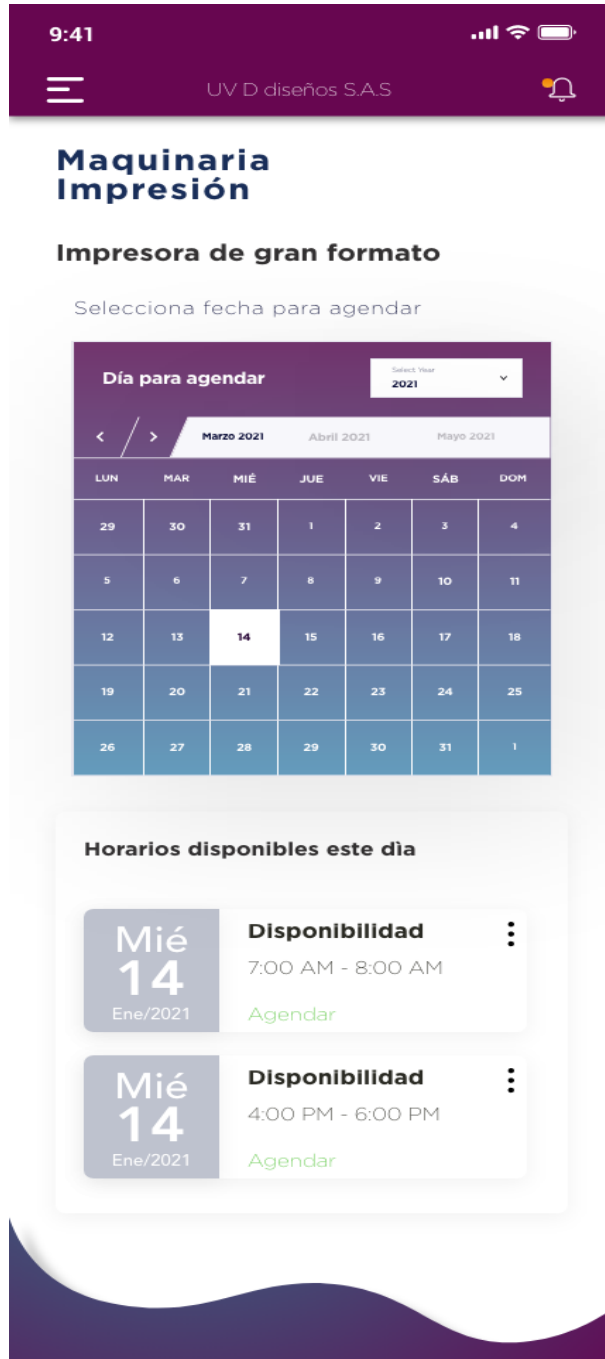 9:41
UV D diseños S.A.S
Maquinaria
Impresión
Impresora de gran formato
Selecciona fecha para agendar
Día para agendar
Select Year
2021
Marzo 2021 Abril 2021 Mayo 2021
LUN MAR MIÉ JUE VIE SÁB DOM
29 30 31 1 2 3 4
5 6 7 8 9 10 11
12 13 14 15 16 17 18
19 20 21 22 23 24 25
26 27 28 29 30 31 1
Horarios disponibles este dìa
Mié
14
Ene/2021
Disponibilidad
7:00 AM - 8:00 AM
Agendar
Mié
14
Ene/2021
Disponibilidad
4:00 PM - 6:00 PM
Agendar